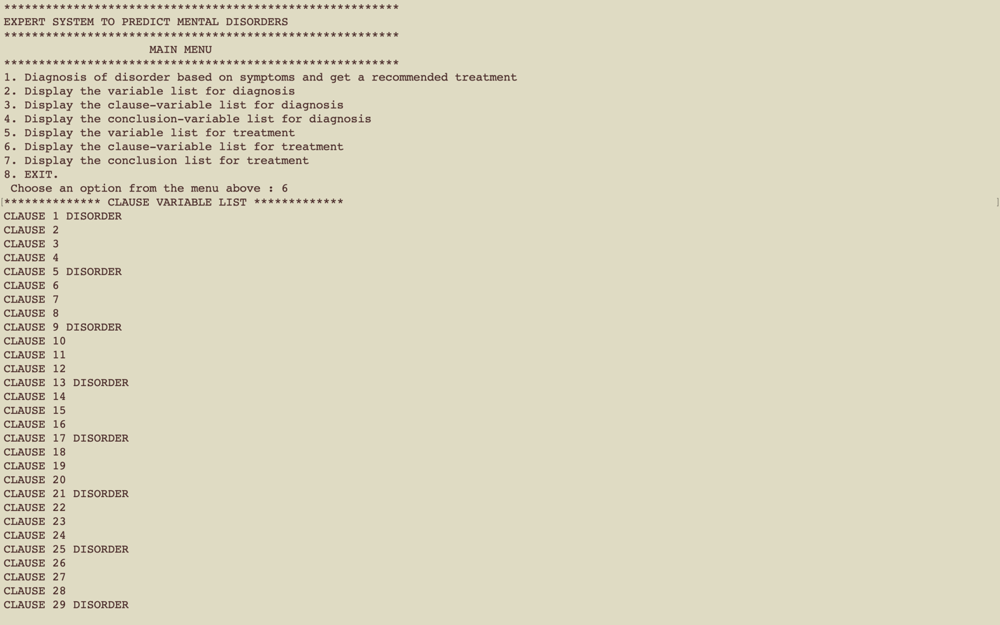 *********************************************************
EXPERT SYSTEM TO PREDICT MENTAL DISORDERS
*********************************************************
MAIN MENU
*********************************************************
1. Diagnosis of disorder based on symptoms and get a recommended treatment
2. Display the variable list for diagnosis
3. Display the clause-variable list for diagnosis
4. Display the conclusion-variable list for diagnosis
5. Display the variable list for treatment
6. Display the clause-variable list for treatment
7. Display the conclusion list for treatment
8. EXIT.
Choose an option from the menu above : 6
[************** CLAUSE VARIABLE LIST ************* ]
CLAUSE 1 DISORDER
CLAUSE 2
CLAUSE 3
CLAUSE 4
CLAUSE 5 DISORDER
CLAUSE 6
CLAUSE 7
CLAUSE 8
CLAUSE 9 DISORDER
CLAUSE 10
CLAUSE 11
CLAUSE 12
CLAUSE 13 DISORDER
CLAUSE 14
CLAUSE 15
CLAUSE 16
CLAUSE 17 DISORDER
CLAUSE 18
CLAUSE 19
CLAUSE 20
CLAUSE 21 DISORDER
CLAUSE 22
CLAUSE 23
CLAUSE 24
CLAUSE 25 DISORDER
CLAUSE 26
CLAUSE 27
CLAUSE 28
CLAUSE 29 DISORDER